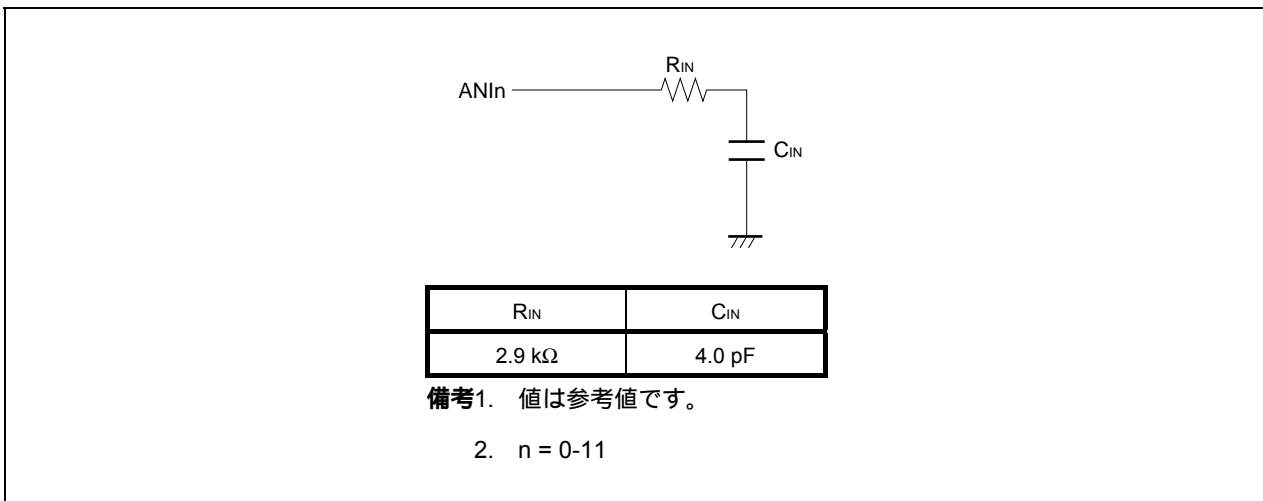 RIN
ANIn
CIN
RIN CIN
2.9 kΩ 4.0 pF
備考1. 値は参考値です。
2. n = 0-11